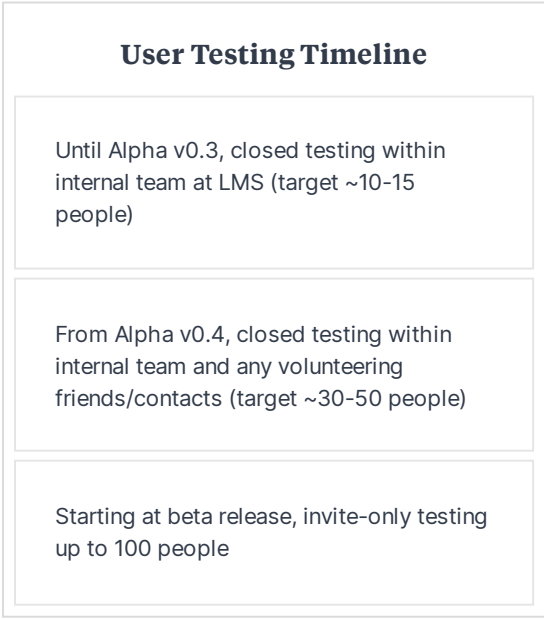 User Testing Timeline
Until Alpha v0.3, closed testing within
internal team at LMS (target ~10-15
people)
From Alpha v0.4, closed testing within
internal team and any volunteering
friends/contacts (target ~30-50 people)
Starting at beta release, invite-only testing
up to 100 people